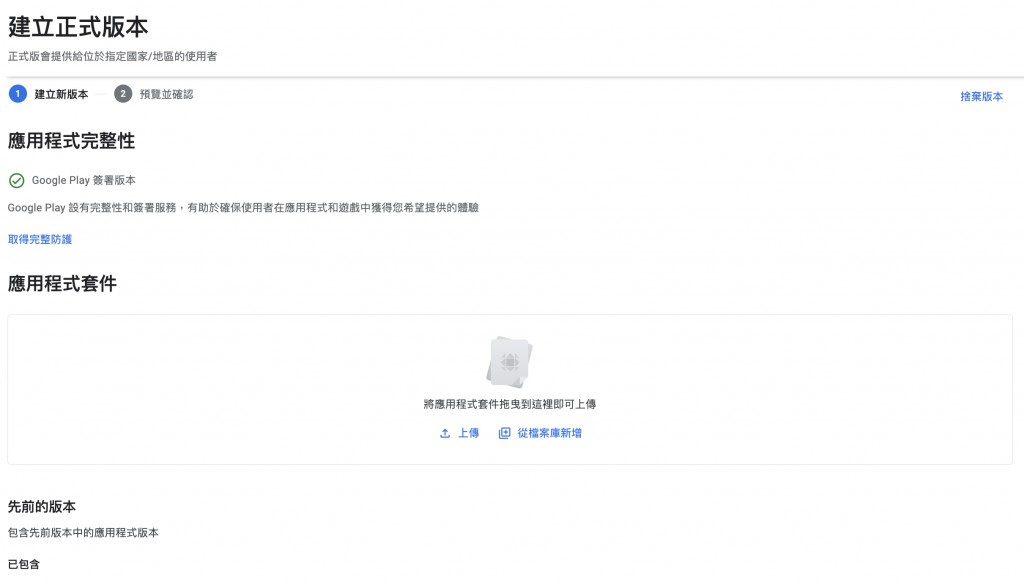 建立正式版本
正式版會提供給位於指定國家/地區的使用者
1 建立新版本 2 預覽並確認
捨棄版本
應用程式完整性
Google Play 簽署版本
Google Play 設有完整性和簽署服務，有助於確保使用者在應用程式和遊戲中獲得您希望提供的體驗
取得完整防護
應用程式套件
將應用程式套件拖曳到這裡即可上傳
上傳 從檔案庫新增
先前的版本
包含先前版本中的應用程式版本
已包含